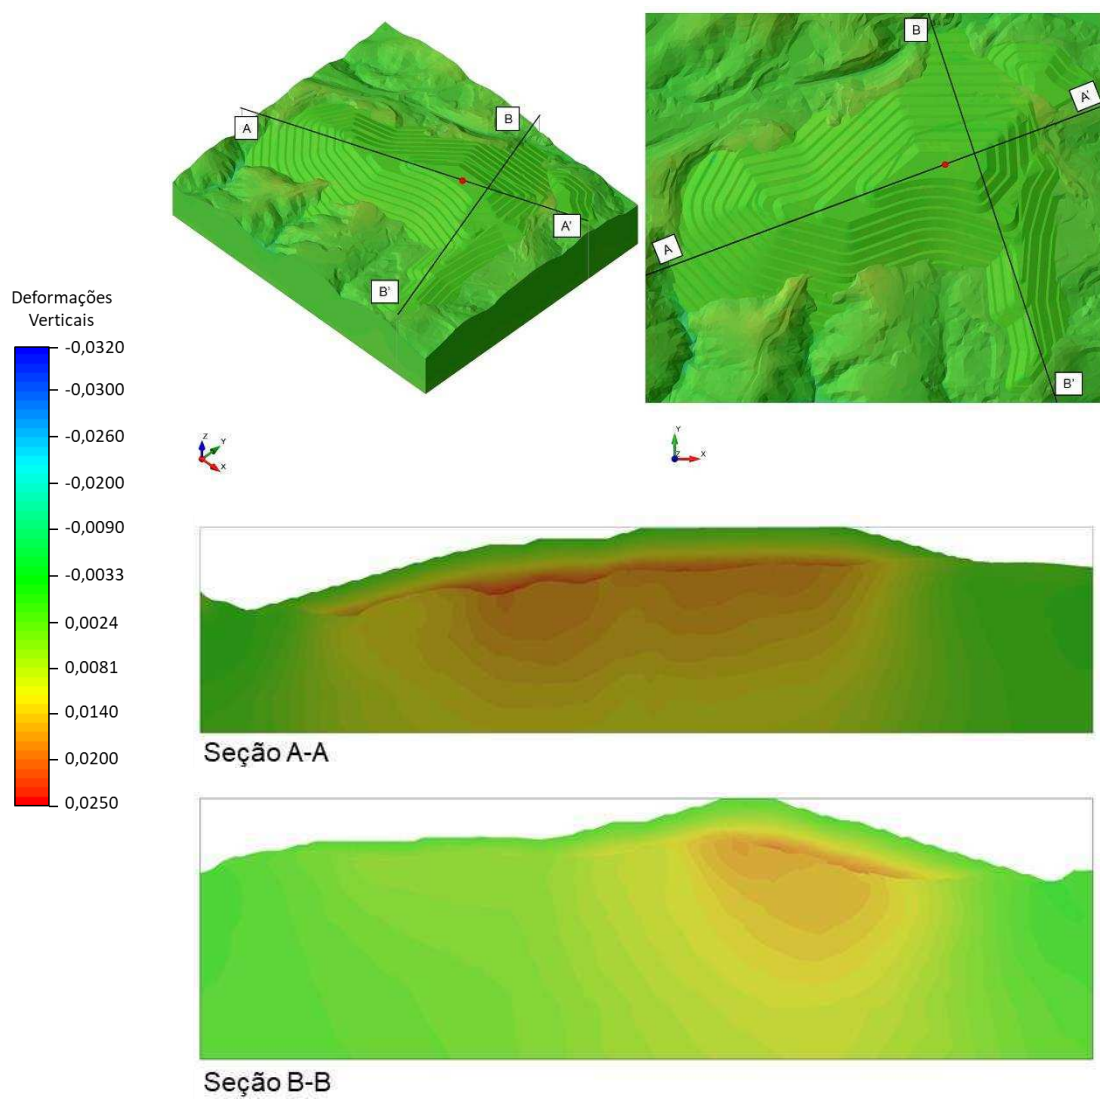 A
B
A'
B'
B
A'
A
B'
Deformações
Verticais
-0,0320
-0,0300
-0,0260
-0,0200
-0,0090
-0,0033
0,0024
0,0081
0,0140
0,0200
0,0250
Z
Y
X
Y
Z
X
Seção A-A
Seção B-B